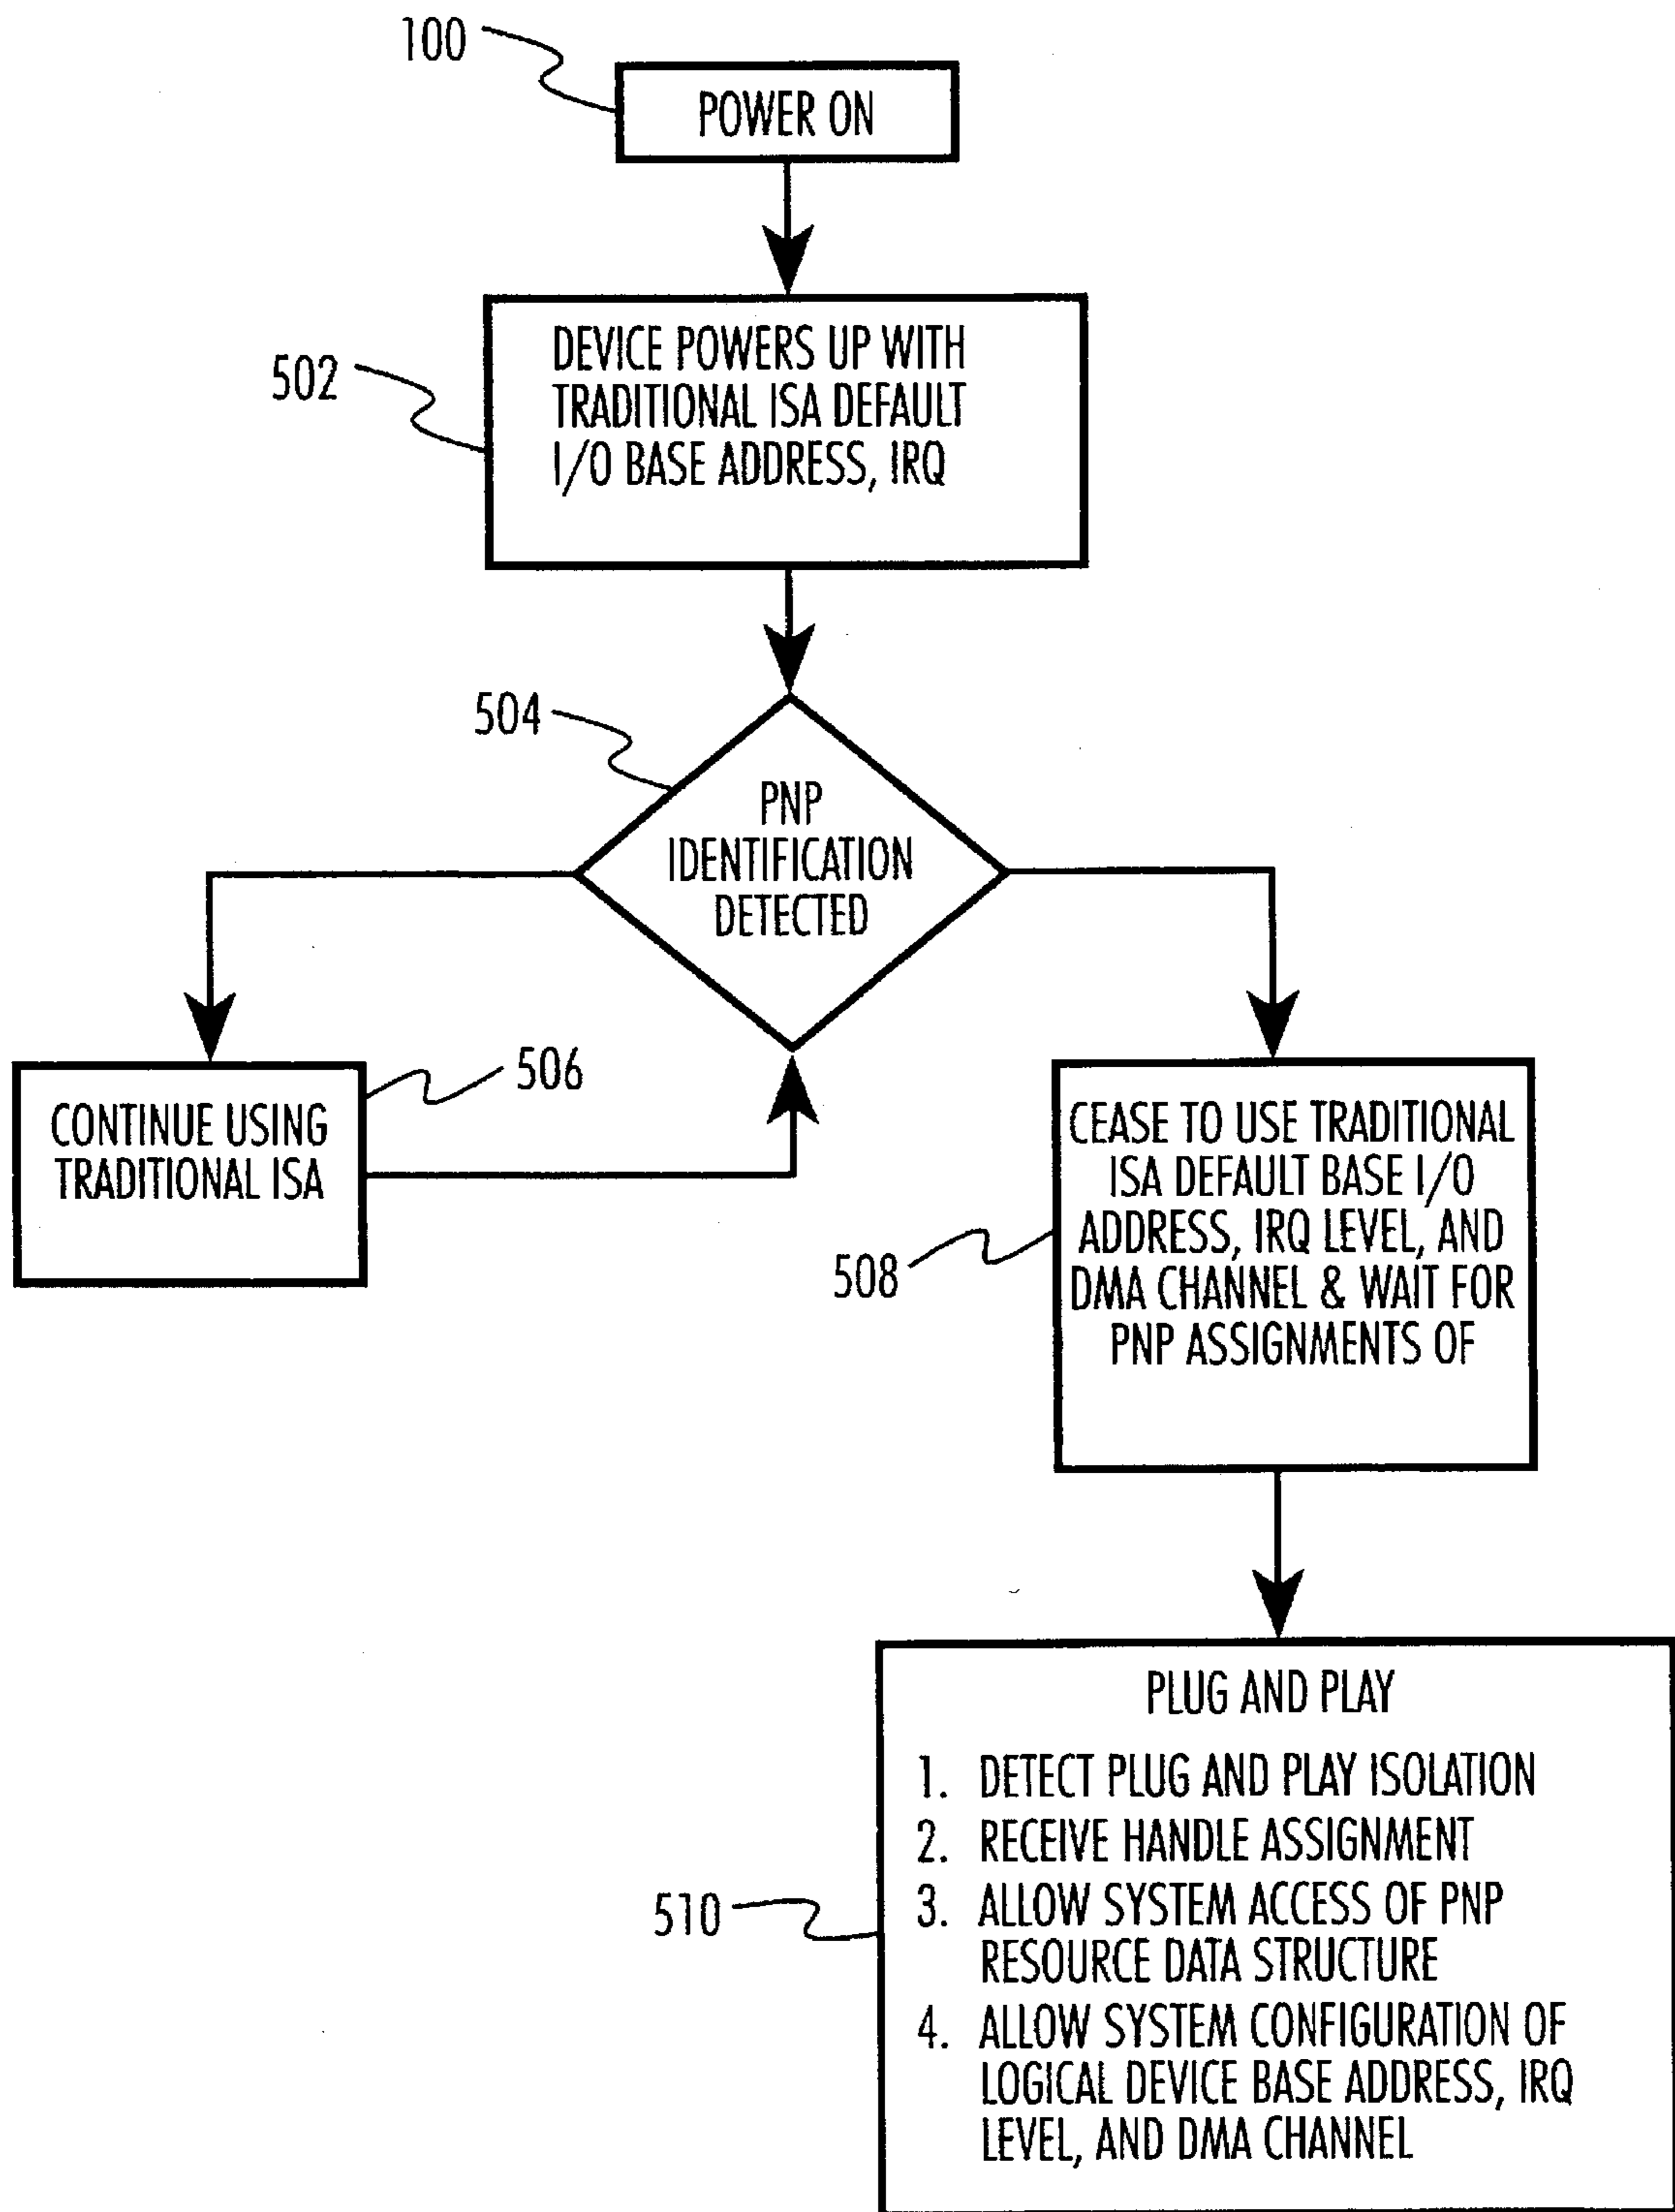 100
POWER ON
502
DEVICE POWERS UP WITH
TRADITIONAL ISA DEFAULT
I/O BASE ADDRESS, IRQ
504
PNP
IDENTIFICATION
DETECTED
506
CONTINUE USING
TRADITIONAL ISA
508
CEASE TO USE TRADITIONAL
ISA DEFAULT BASE I/O
ADDRESS, IRQ LEVEL, AND
DMA CHANNEL & WAIT FOR
PNP ASSIGNMENTS OF
510
PLUG AND PLAY
1. DETECT PLUG AND PLAY ISOLATION
2. RECEIVE HANDLE ASSIGNMENT
3. ALLOW SYSTEM ACCESS OF PNP
RESOURCE DATA STRUCTURE
4. ALLOW SYSTEM CONFIGURATION OF
LOGICAL DEVICE BASE ADDRESS, IRQ
LEVEL, AND DMA CHANNEL